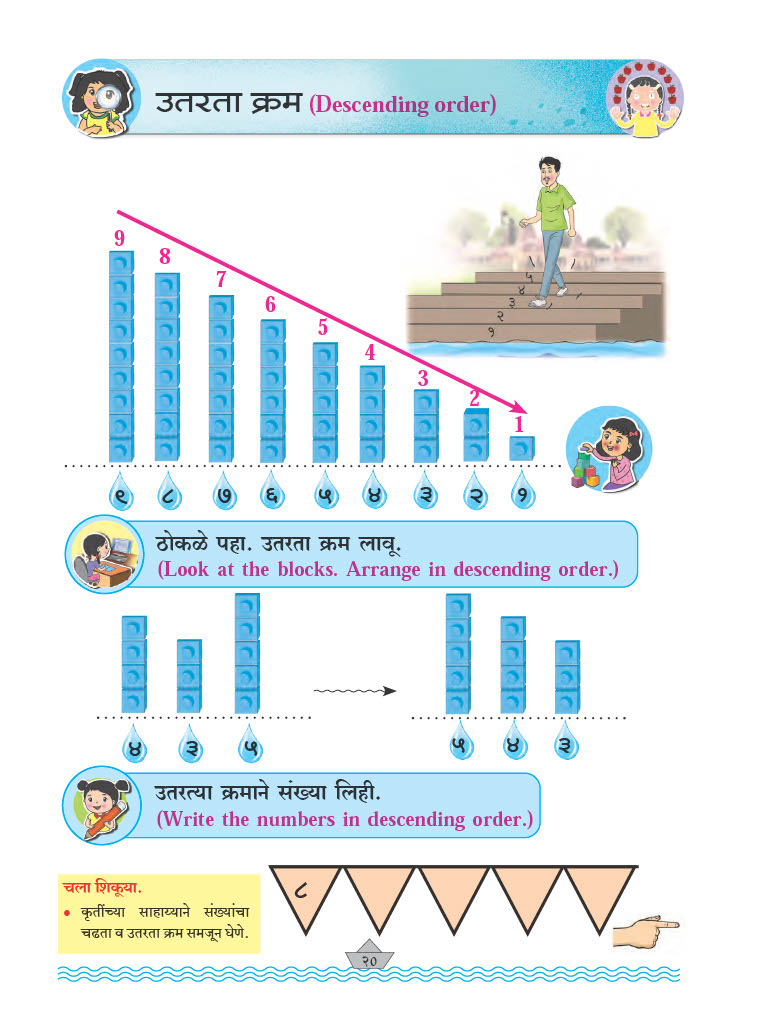 उतरता क्रम (Descending order)
५
४
३
२
१
9
8
7
6
5
4
3
2
1
९ ८ ७ ६ ५ ४ ३ २ १
ठोकळे पहा. उतरता क्रम लावू.
(Look at the blocks. Arrange in descending order.)
४ ३ ५ ५ ४ ३
उतरत्या क्रमाने संख्या लिही.
(Write the numbers in descending order.)
८
चला शिकूया.
• कृतींच्या साहाय्याने संख्यांचा
चढता व उतरता क्रम समजून घेणे.
२०